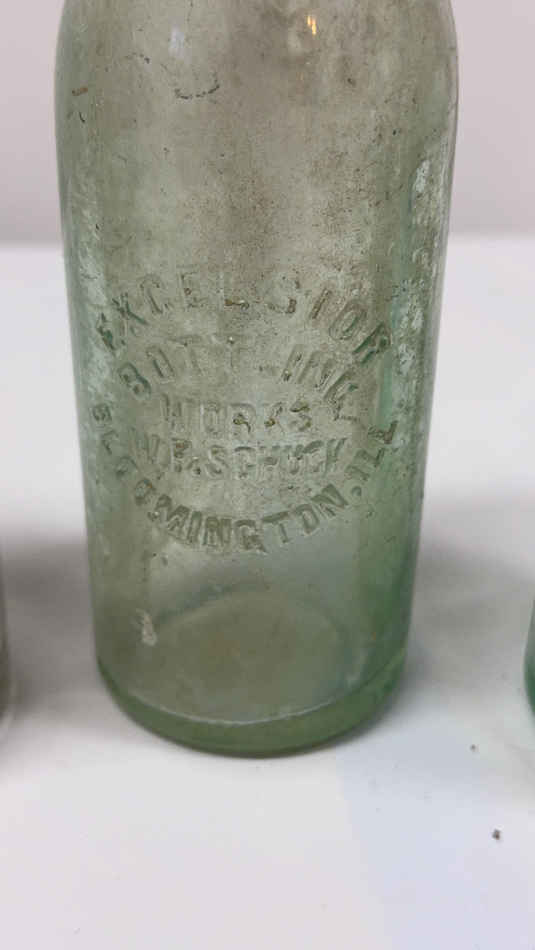 EXCELSIOR
BOTTLING
WORKS
W.F. SCHUCK
BLOOMINGTON, ILL